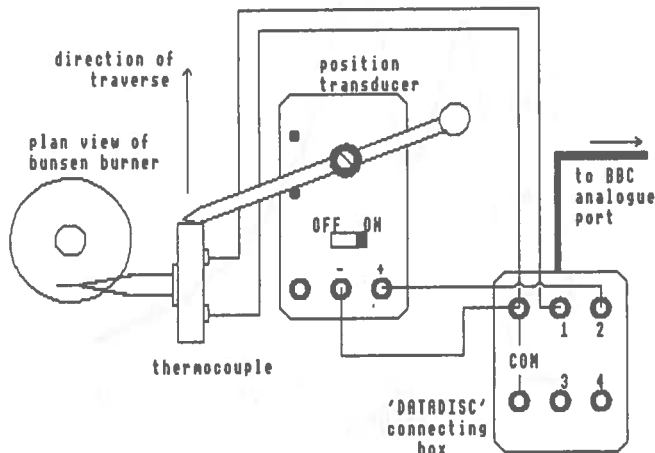 direction of
traverse
position
transducer
plan view of
bunsen burner
to BBC
analogue
port
OFF ON
- +
1 2
COM
3 4
thermocouple
'DATADISC'
connecting
box